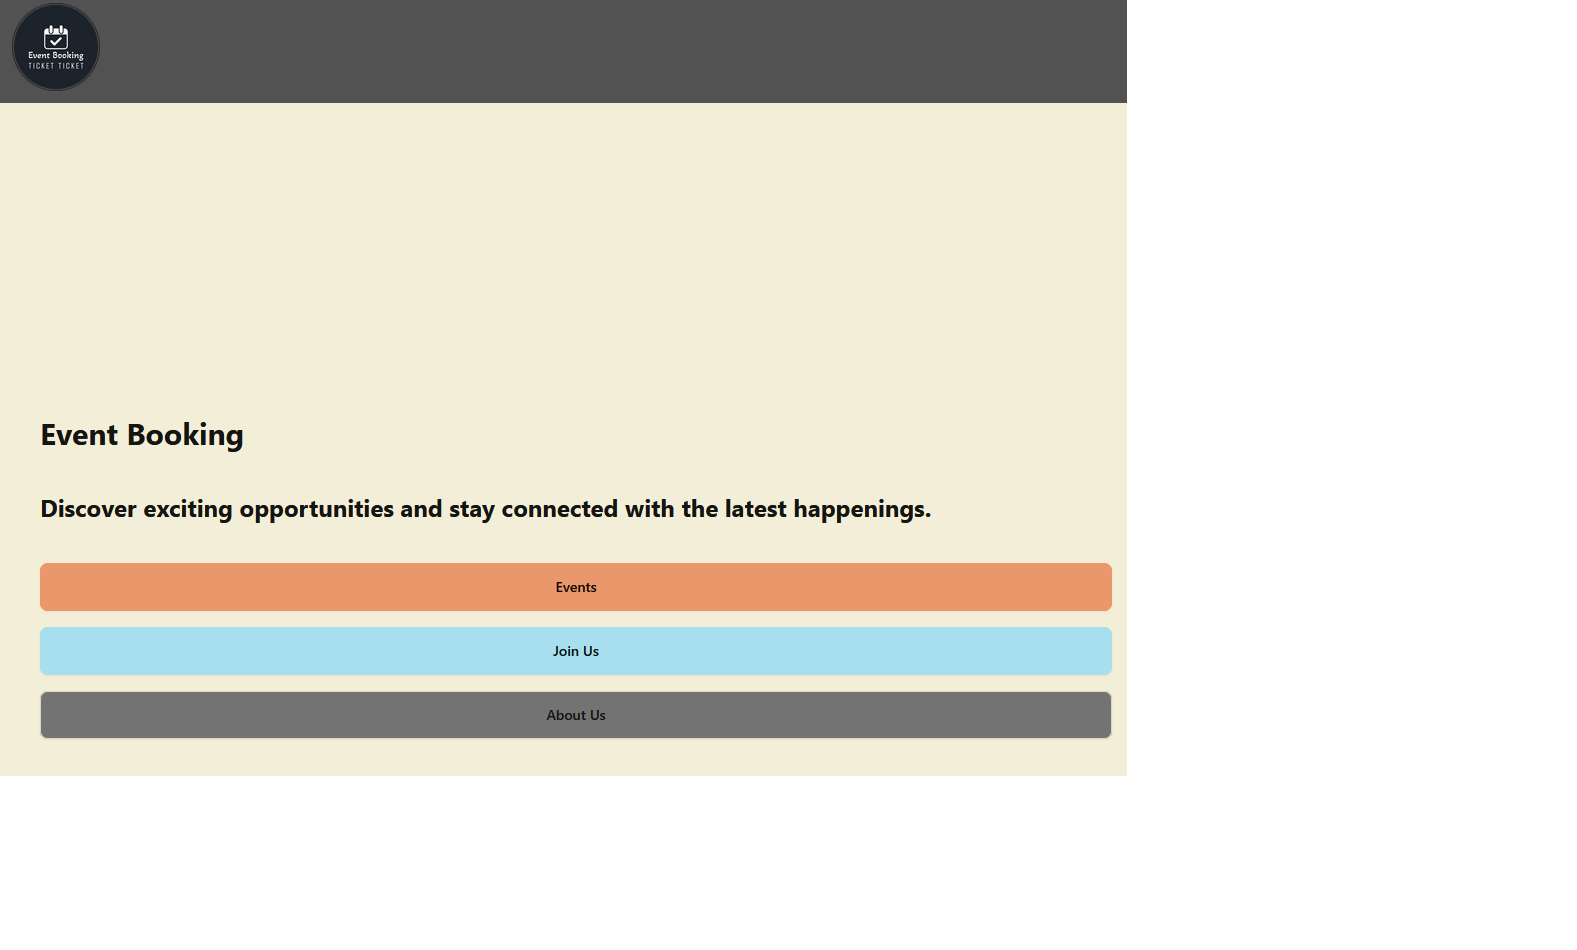 Event Booking
TICKET TICKET
Event Booking
Discover exciting opportunities and stay connected with the latest happenings.
Events
Join Us
About Us